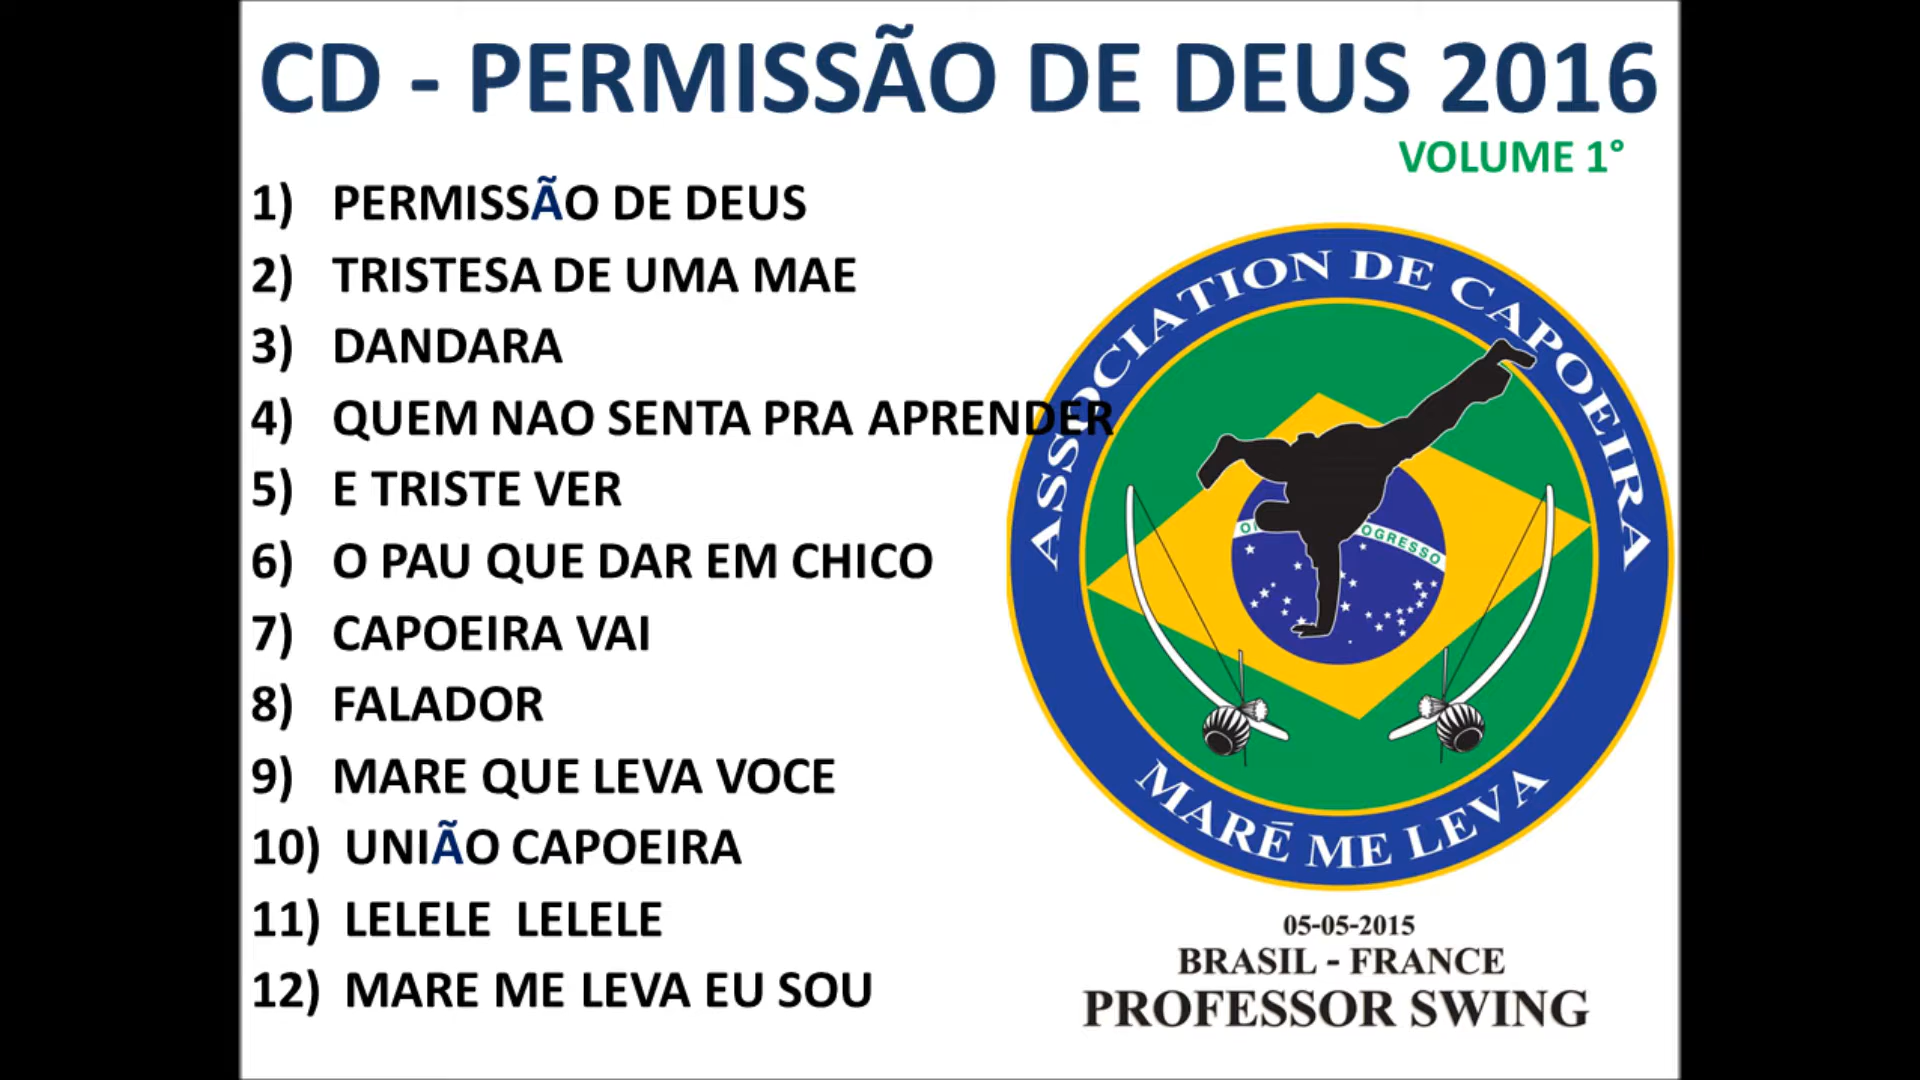 CD - PERMISSÃO DE DEUS 2016
VOLUME 1°
1) PERMISSÃO DE DEUS
2) TRISTESA DE UMA MAE
3) DANDARA
4) QUEM NAO SENTA PRA APRENDER
5) E TRISTE VER
6) O PAU QUE DAR EM CHICO
7) CAPOEIRA VAI
8) FALADOR
9) MARE QUE LEVA VOCE
10) UNIÃO CAPOEIRA
11) LELELE LELELE
12) MARE ME LEVA EU SOU
ASSOCIATION DE CAPOEIRA
MARÉ ME LEVA
05-05-2015
BRASIL - FRANCE
PROFESSOR SWING